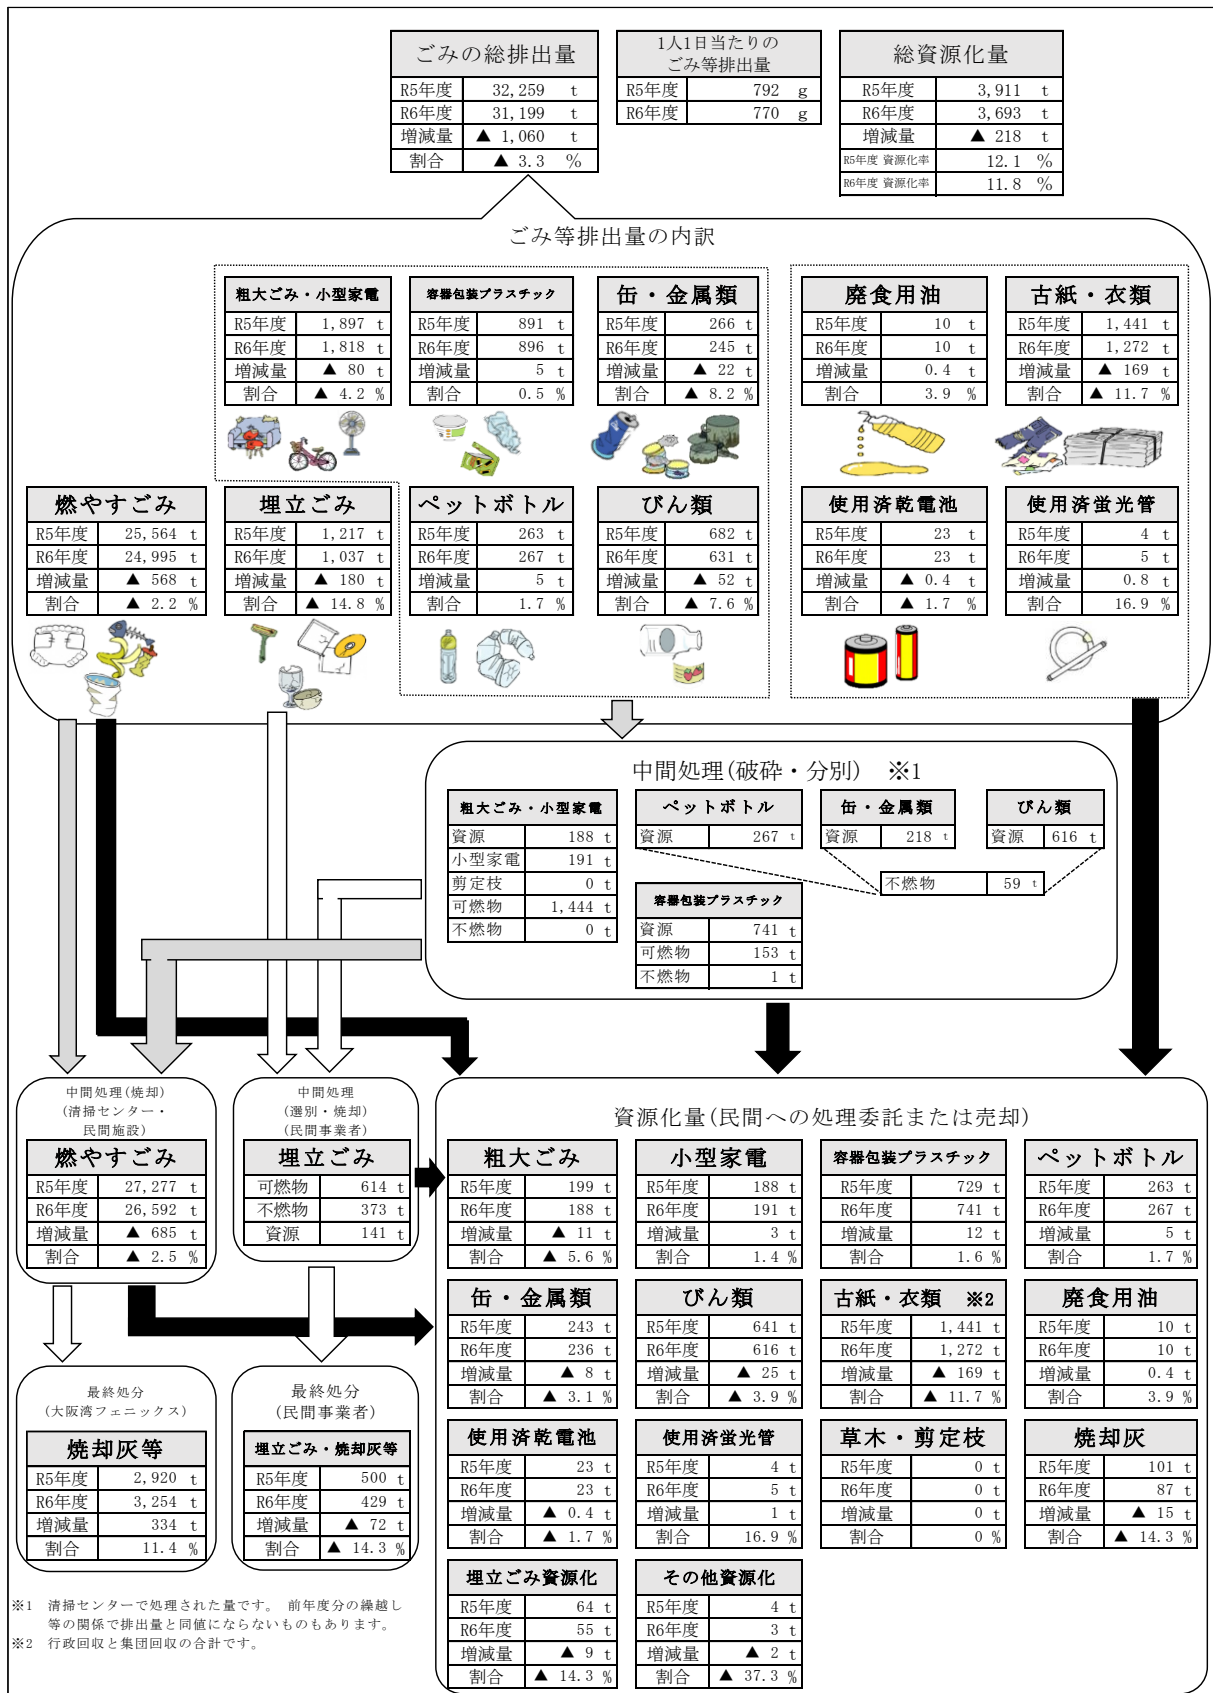 ごみの総排出量
R5年度 32,259 t
R6年度 31,199 t
増減量 ▲ 1,060 t
割合 ▲ 3.3 %
1人1日当たりの
ごみ等排出量
R5年度 792 g
R6年度 770 g
総資源化量
R5年度 3,911 t
R6年度 3,693 t
増減量 ▲ 218 t
R5年度 資源化率 12.1 %
R6年度 資源化率 11.8 %
ごみ等排出量の内訳
粗大ごみ・小型家電
R5年度 1,897 t
R6年度 1,818 t
増減量 ▲ 80 t
割合 ▲ 4.2 %
容器包装プラスチック
R5年度 891 t
R6年度 896 t
増減量 5 t
割合 0.5 %
缶・金属類
R5年度 266 t
R6年度 245 t
増減量 ▲ 22 t
割合 ▲ 8.2 %
廃食用油
R5年度 10 t
R6年度 10 t
増減量 0.4 t
割合 3.9 %
古紙・衣類
R5年度 1,441 t
R6年度 1,272 t
増減量 ▲ 169 t
割合 ▲ 11.7 %
燃やすごみ
R5年度 25,564 t
R6年度 24,995 t
増減量 ▲ 568 t
割合 ▲ 2.2 %
埋立ごみ
R5年度 1,217 t
R6年度 1,037 t
増減量 ▲ 180 t
割合 ▲ 14.8 %
ペットボトル
R5年度 263 t
R6年度 267 t
増減量 5 t
割合 1.7 %
びん類
R5年度 682 t
R6年度 631 t
増減量 ▲ 52 t
割合 ▲ 7.6 %
使用済乾電池
R5年度 23 t
R6年度 23 t
増減量 ▲ 0.4 t
割合 ▲ 1.7 %
使用済蛍光管
R5年度 4 t
R6年度 5 t
増減量 0.8 t
割合 16.9 %
中間処理(破砕・分別) ※1
粗大ごみ・小型家電
資源 188 t
小型家電 191 t
剪定枝 0 t
可燃物 1,444 t
不燃物 0 t
ペットボトル
資源 267 t
缶・金属類
資源 218 t
びん類
資源 616 t
不燃物 59 t
容器包装プラスチック
資源 741 t
可燃物 153 t
不燃物 1 t
中間処理(焼却)
(清掃センター・
民間施設)
燃やすごみ
R5年度 27,277 t
R6年度 26,592 t
増減量 ▲ 685 t
割合 ▲ 2.5 %
中間処理
(選別・焼却)
(民間事業者)
埋立ごみ
可燃物 614 t
不燃物 373 t
資源 141 t
資源化量(民間への処理委託または売却)
粗大ごみ
R5年度 199 t
R6年度 188 t
増減量 ▲ 11 t
割合 ▲ 5.6 %
小型家電
R5年度 188 t
R6年度 191 t
増減量 3 t
割合 1.4 %
容器包装プラスチック
R5年度 729 t
R6年度 741 t
増減量 12 t
割合 1.6 %
ペットボトル
R5年度 263 t
R6年度 267 t
増減量 5 t
割合 1.7 %
缶・金属類
R5年度 243 t
R6年度 236 t
増減量 ▲ 8 t
割合 ▲ 3.1 %
びん類
R5年度 641 t
R6年度 616 t
増減量 ▲ 25 t
割合 ▲ 3.9 %
古紙・衣類 ※2
R5年度 1,441 t
R6年度 1,272 t
増減量 ▲ 169 t
割合 ▲ 11.7 %
廃食用油
R5年度 10 t
R6年度 10 t
増減量 0.4 t
割合 3.9 %
最終処分
(大阪湾フェニックス)
焼却灰等
R5年度 2,920 t
R6年度 3,254 t
増減量 334 t
割合 11.4 %
最終処分
(民間事業者)
埋立ごみ・焼却灰等
R5年度 500 t
R6年度 429 t
増減量 ▲ 72 t
割合 ▲ 14.3 %
使用済乾電池
R5年度 23 t
R6年度 23 t
増減量 ▲ 0.4 t
割合 ▲ 1.7 %
使用済蛍光管
R5年度 4 t
R6年度 5 t
増減量 1 t
割合 16.9 %
草木・剪定枝
R5年度 0 t
R6年度 0 t
増減量 0 t
割合 0 %
焼却灰
R5年度 101 t
R6年度 87 t
増減量 ▲ 15 t
割合 ▲ 14.3 %
埋立ごみ資源化
R5年度 64 t
R6年度 55 t
増減量 ▲ 9 t
割合 ▲ 14.3 %
その他資源化
R5年度 4 t
R6年度 3 t
増減量 ▲ 2 t
割合 ▲ 37.3 %
※1 清掃センターで処理された量です。 前年度分の繰越し
等の関係で排出量と同値にならないものもあります。
※2 行政回収と集団回収の合計です。